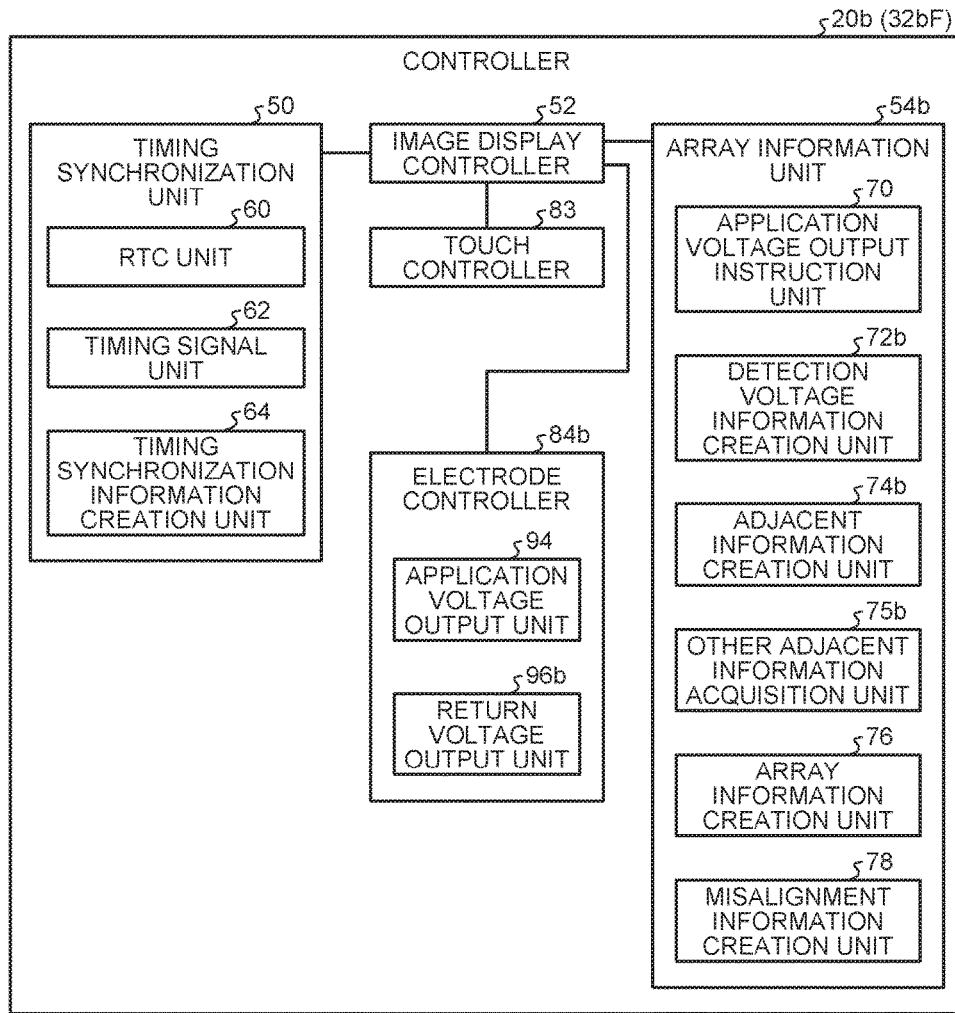 20b (32bF)
CONTROLLER
50
TIMING
SYNCHRONIZATION
UNIT
60
RTC UNIT
62
TIMING SIGNAL
UNIT
64
TIMING
SYNCHRONIZATION
INFORMATION
CREATION UNIT
52
IMAGE DISPLAY
CONTROLLER
83
TOUCH
CONTROLLER
84b
ELECTRODE
CONTROLLER
94
APPLICATION
VOLTAGE
OUTPUT UNIT
96b
RETURN
VOLTAGE
OUTPUT UNIT
54b
ARRAY INFORMATION
UNIT
70
APPLICATION
VOLTAGE OUTPUT
INSTRUCTION
UNIT
72b
DETECTION
VOLTAGE
INFORMATION
CREATION UNIT
74b
ADJACENT
INFORMATION
CREATION UNIT
75b
OTHER ADJACENT
INFORMATION
ACQUISITION UNIT
76
ARRAY
INFORMATION
CREATION UNIT
78
MISALIGNMENT
INFORMATION
CREATION UNIT